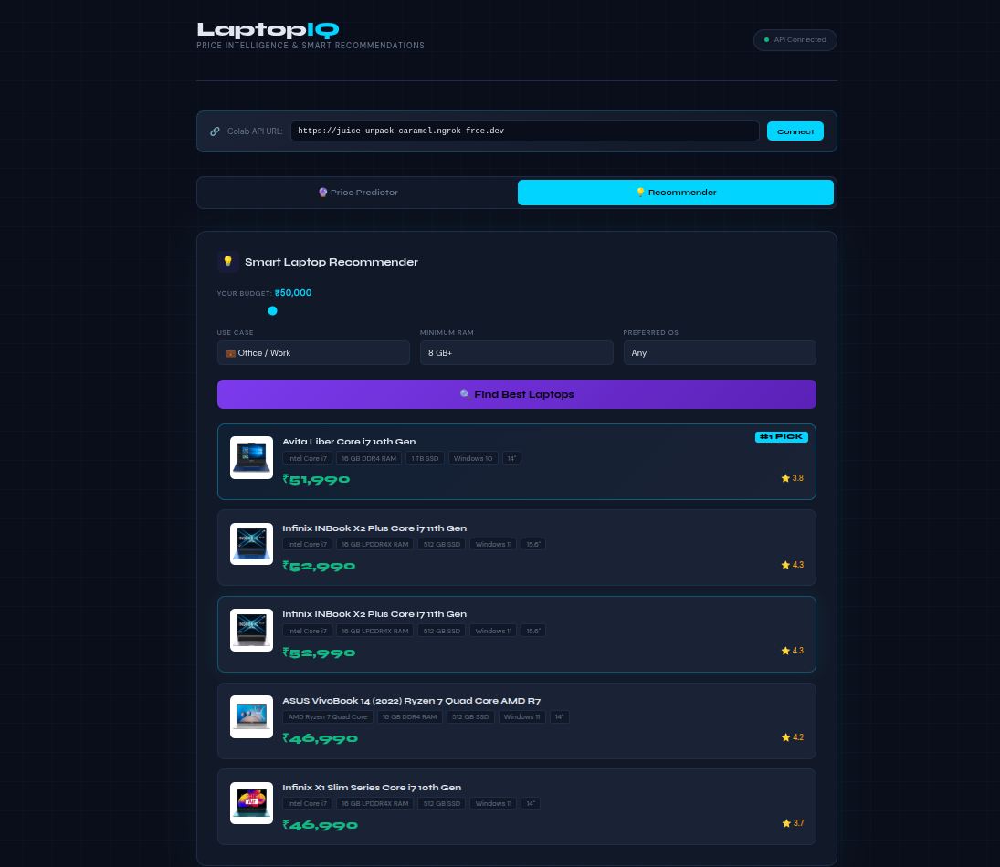 LaptopIQ
PRICE INTELLIGENCE & SMART RECOMMENDATIONS
API Connected
🔗 Colab API URL: https://juice-unpack-caramel.ngrok-free.dev Connect
🔮 Price Predictor
💡 Recommender
💡 Smart Laptop Recommender
YOUR BUDGET: ₹50,000
USE CASE MINIMUM RAM PREFERRED OS
💼 Office / Work 8 GB+ Any
🔍 Find Best Laptops
#1 PICK
Avita Liber Core i7 10th Gen
Intel Core i7 16 GB DDR4 RAM 1 TB SSD Windows 10 14"
₹51,990 ⭐ 3.8
Infinix INBook X2 Plus Core i7 11th Gen
Intel Core i7 16 GB LPDDR4X RAM 512 GB SSD Windows 11 15.6"
₹52,990 ⭐ 4.3
Infinix INBook X2 Plus Core i7 11th Gen
Intel Core i7 16 GB LPDDR4X RAM 512 GB SSD Windows 11 15.6"
₹52,990 ⭐ 4.3
ASUS VivoBook 14 (2022) Ryzen 7 Quad Core AMD R7
AMD Ryzen 7 Quad Core 16 GB DDR4 RAM 512 GB SSD Windows 11 14"
₹46,990 ⭐ 4.2
Infinix X1 Slim Series Core i7 10th Gen
Intel Core i7 16 GB LPDDR4X RAM 512 GB SSD Windows 11 14"
₹46,990 ⭐ 3.7